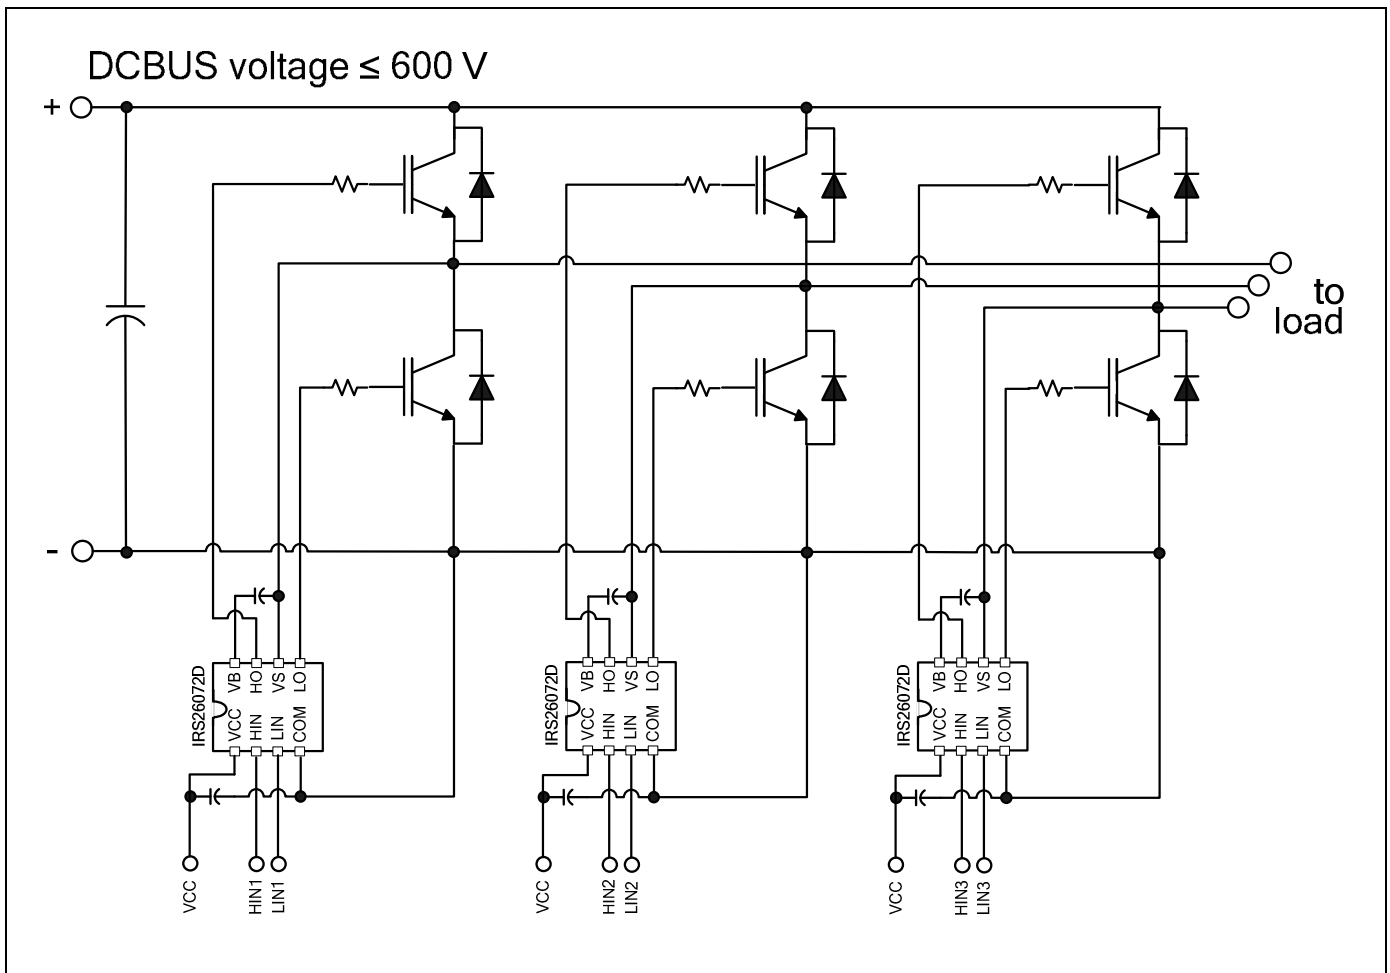 DCBUS voltage ≤ 600 V
+
to
load
-
IRS26072D
VB
HO
VS
LO
VCC
HIN
LIN
COM
IRS26072D
VB
HO
VS
LO
VCC
HIN
LIN
COM
IRS26072D
VB
HO
VS
LO
VCC
HIN
LIN
COM
VCC
HIN1
LIN1
VCC
HIN2
LIN2
VCC
HIN3
LIN3